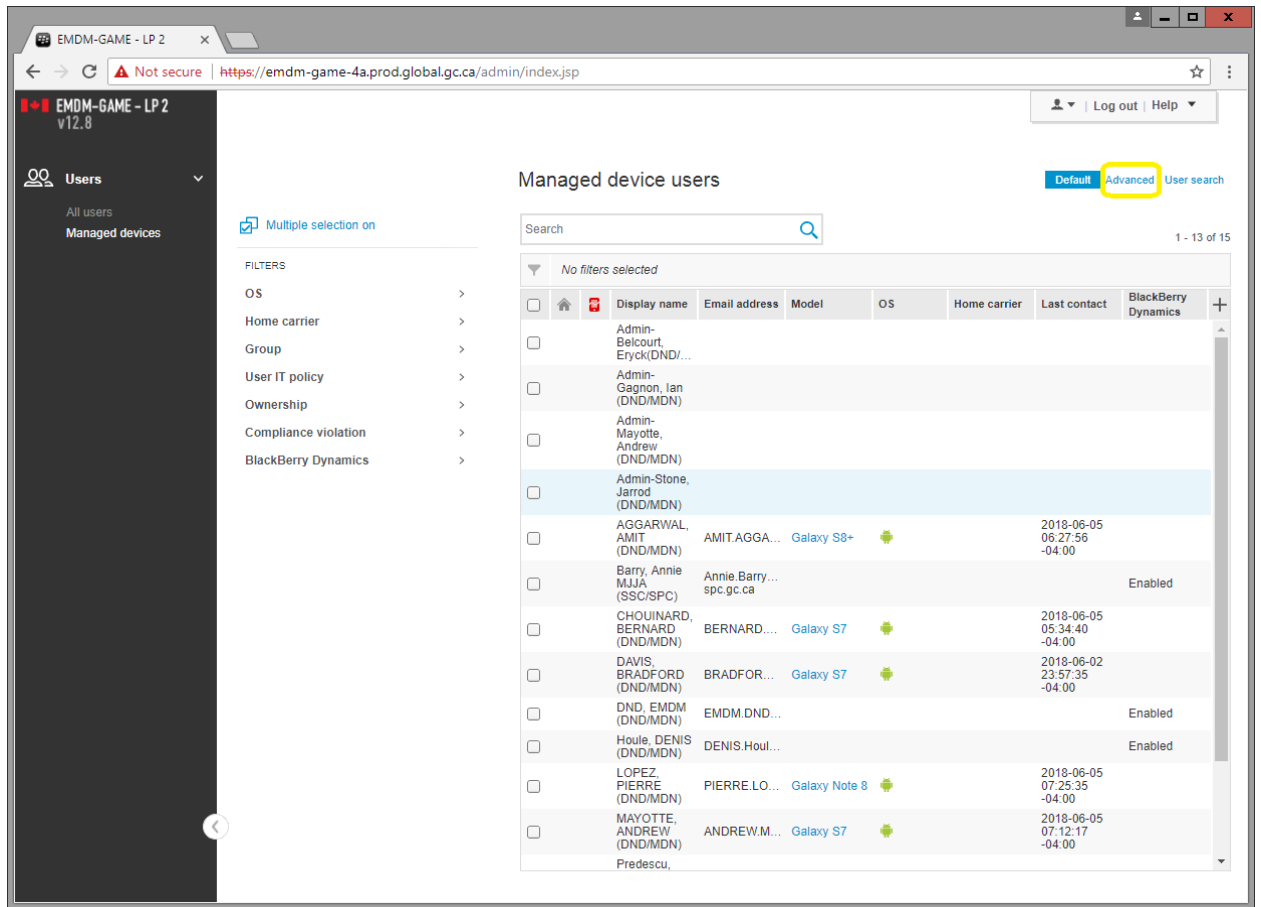 EMDM-GAME - LP 2
Not secure | https://emdm-game-4a.prod.global.gc.ca/admin/index.jsp
EMDM-GAME – LP 2
v12.8
Log out | Help
Users
All users
Managed devices
Managed device users
Default Advanced User search
Multiple selection on
Search
1 - 13 of 15
FILTERS
OS
Home carrier
Group
User IT policy
Ownership
Compliance violation
BlackBerry Dynamics
No filters selected
Display name Email address Model OS Home carrier Last contact BlackBerry
Dynamics
Admin-
Belcourt,
Eryck(DND/...
Admin-
Gagnon, Ian
(DND/MDN)
Admin-
Mayotte,
Andrew
(DND/MDN)
Admin-Stone,
Jarrod
(DND/MDN)
AGGARWAL,
AMIT
(DND/MDN)
AMIT.AGGA... Galaxy S8+
2018-06-05
06:27:56
-04:00
Barry, Annie
MJJA
(SSC/SPC)
Annie.Barry...
spc.gc.ca
Enabled
CHOUINARD,
BERNARD
(DND/MDN)
BERNARD.... Galaxy S7
2018-06-05
05:34:40
-04:00
DAVIS,
BRADFORD
(DND/MDN)
BRADFOR... Galaxy S7
2018-06-02
23:57:35
-04:00
DND, EMDM
(DND/MDN)
EMDM.DND...
Enabled
Houle, DENIS
(DND/MDN)
DENIS.Houl...
Enabled
LOPEZ,
PIERRE
(DND/MDN)
PIERRE.LO... Galaxy Note 8
2018-06-05
07:25:35
-04:00
MAYOTTE,
ANDREW
(DND/MDN)
ANDREW.M... Galaxy S7
2018-06-05
07:12:17
-04:00
Predescu,